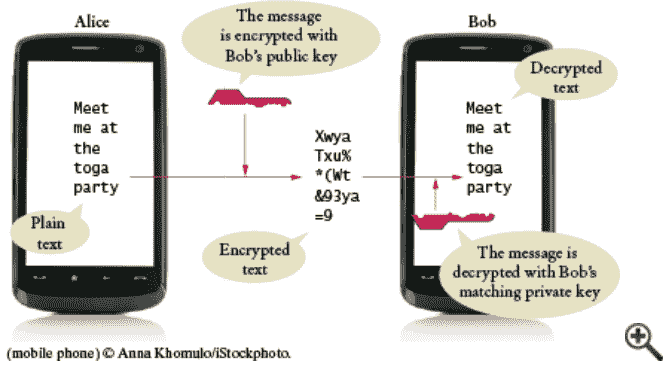 Alice
Bob
The message
is encrypted with
Bob's public key
Decrypted
text
Meet
me at
the
toga
party
Xwya
Txu%
*(Wt
&93ya
=9
Meet
me at
the
toga
party
Plain
text
Encrypted
text
The message is
decrypted with Bob's
matching private key
(mobile phone) © Anna Khomulo/iStockphoto.